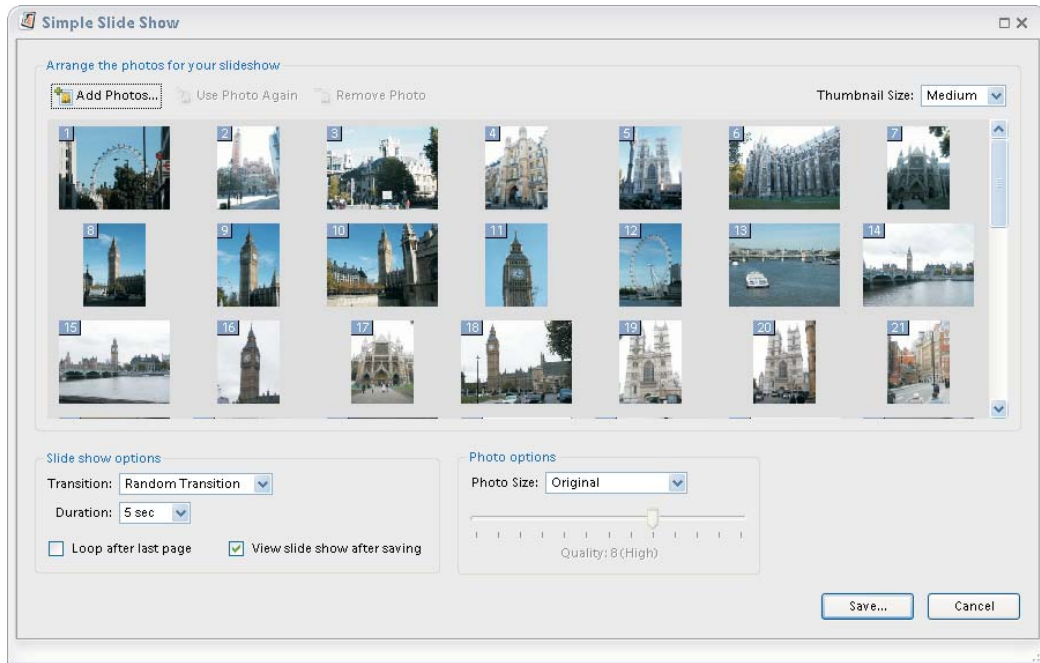 Simple Slide Show
Arrange the photos for your slideshow
Add Photos... Use Photo Again Remove Photo Thumbnail Size: Medium
1 2 3 4 5 6 7
8 9 10 11 12 13 14
15 16 17 18 19 20 21
Slide show options
Transition: Random Transition
Duration: 5 sec
Loop after last page View slide show after saving
Photo options
Photo Size: Original
Quality: 8 (High)
Save... Cancel